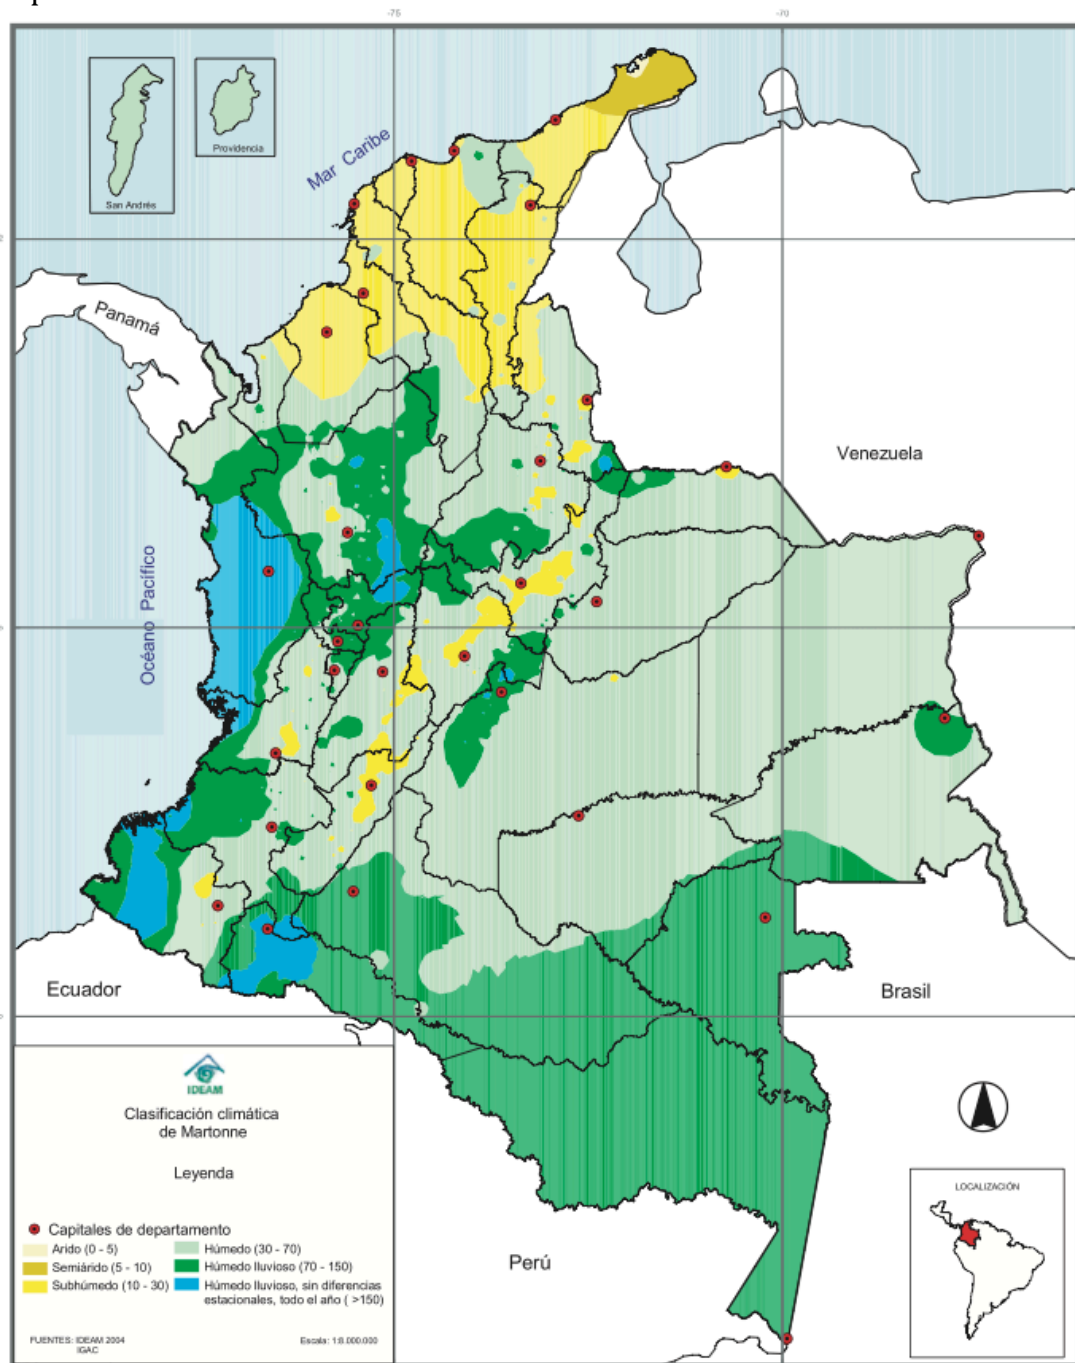 -75
-70
Providencia
San Andrés
Mar Caribe
Panamá
Venezuela
Océano Pacífico
Ecuador
Brasil
Perú
IDEAM
Clasificación climática
de Martonne
Leyenda
Capitales de departamento
Arido (0 - 5)
Semiárido (5 - 10)
Subhúmedo (10 - 30)
Húmedo (30 - 70)
Húmedo lluvioso (70 - 150)
Húmedo lluvioso, sin diferencias
estacionales, todo el año ( >150)
FUENTES: IDEAM 2004
IGAC
Escala: 1:8.000.000
LOCALIZACIÓN